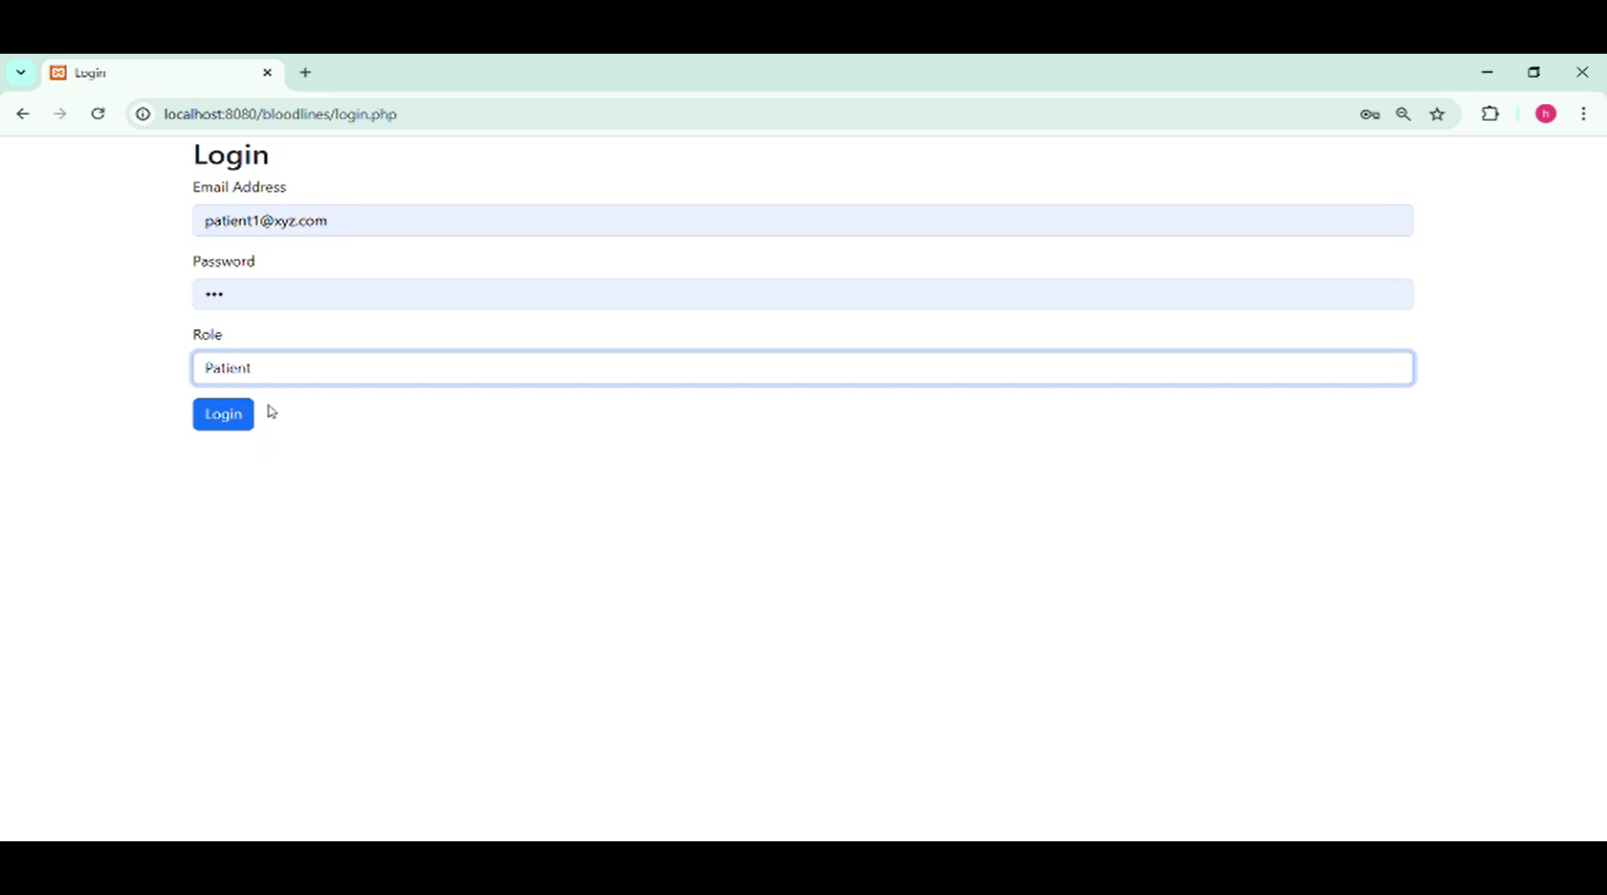 Login
localhost:8080/bloodlines/login.php
h
Login
Email Address
patient1@xyz.com
Password
•••
Role
Patient
Login